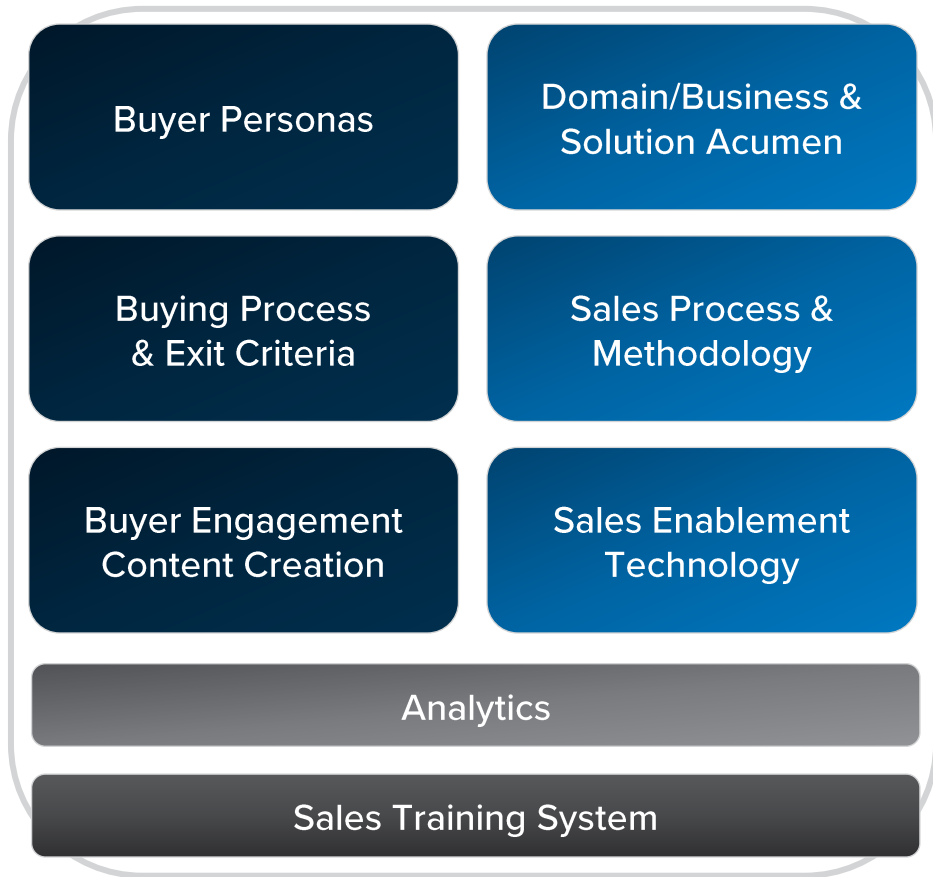 Buyer Personas
Domain/Business &
Solution Acumen
Buying Process
& Exit Criteria
Sales Process &
Methodology
Buyer Engagement
Content Creation
Sales Enablement
Technology
Analytics
Sales Training System